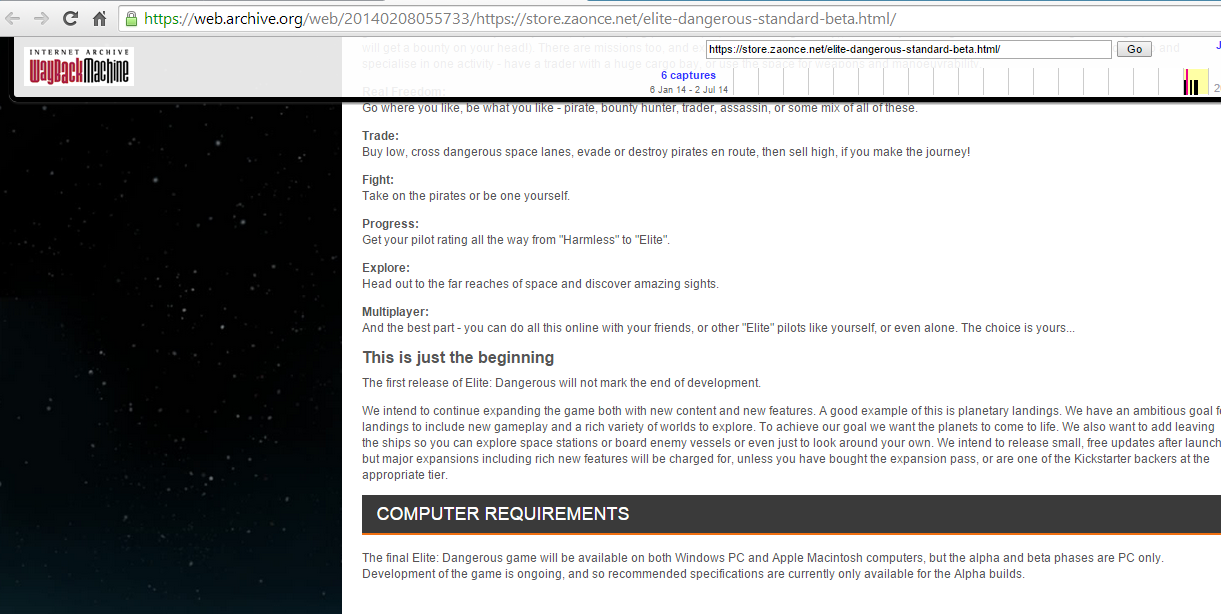 https://web.archive.org/web/20140208055733/https://store.zaonce.net/elite-dangerous-standard-beta.html/
INTERNET ARCHIVE
WayBackMachine
https://store.zaonce.net/elite-dangerous-standard-beta.html/
Go
6 captures
6 Jan 14 - 2 Jul 14
will get a bounty on your head!). There are missions too, and
specialise in one activity - have a trader with a huge cargo bay, or use the space for weapons and manoeuvrability.
Real Freedom:
Go where you like, be what you like - pirate, bounty hunter, trader, assassin, or some mix of all of these.
Trade:
Buy low, cross dangerous space lanes, evade or destroy pirates en route, then sell high, if you make the journey!
Fight:
Take on the pirates or be one yourself.
Progress:
Get your pilot rating all the way from "Harmless" to "Elite".
Explore:
Head out to the far reaches of space and discover amazing sights.
Multiplayer:
And the best part - you can do all this online with your friends, or other "Elite" pilots like yourself, or even alone. The choice is yours...
This is just the beginning
The first release of Elite: Dangerous will not mark the end of development.
We intend to continue expanding the game both with new content and new features. A good example of this is planetary landings. We have an ambitious goal f
landings to include new gameplay and a rich variety of worlds to explore. To achieve our goal we want the planets to come to life. We also want to add leaving
the ships so you can explore space stations or board enemy vessels or even just to look around your own. We intend to release small, free updates after launch
but major expansions including rich new features will be charged for, unless you have bought the expansion pass, or are one of the Kickstarter backers at the
appropriate tier.
COMPUTER REQUIREMENTS
The final Elite: Dangerous game will be available on both Windows PC and Apple Macintosh computers, but the alpha and beta phases are PC only.
Development of the game is ongoing, and so recommended specifications are currently only available for the Alpha builds.